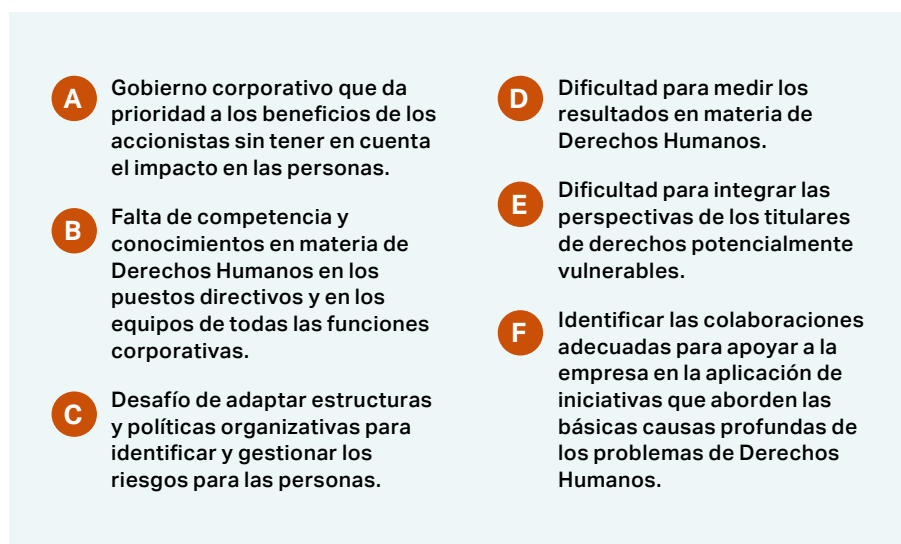 A
Gobierno corporativo que da
prioridad a los beneficios de los
accionistas sin tener en cuenta
el impacto en las personas.
B
Falta de competencia y
conocimientos en materia de
Derechos Humanos en los
puestos directivos y en los
equipos de todas las funciones
corporativas.
C
Desafío de adaptar estructuras
y políticas organizativas para
identificar y gestionar los
riesgos para las personas.
D
Dificultad para medir los
resultados en materia de
Derechos Humanos.
E
Dificultad para integrar las
perspectivas de los titulares
de derechos potencialmente
vulnerables.
F
Identificar las colaboraciones
adecuadas para apoyar a la
empresa en la aplicación de
iniciativas que aborden las
básicas causas profundas de
los problemas de Derechos
Humanos.